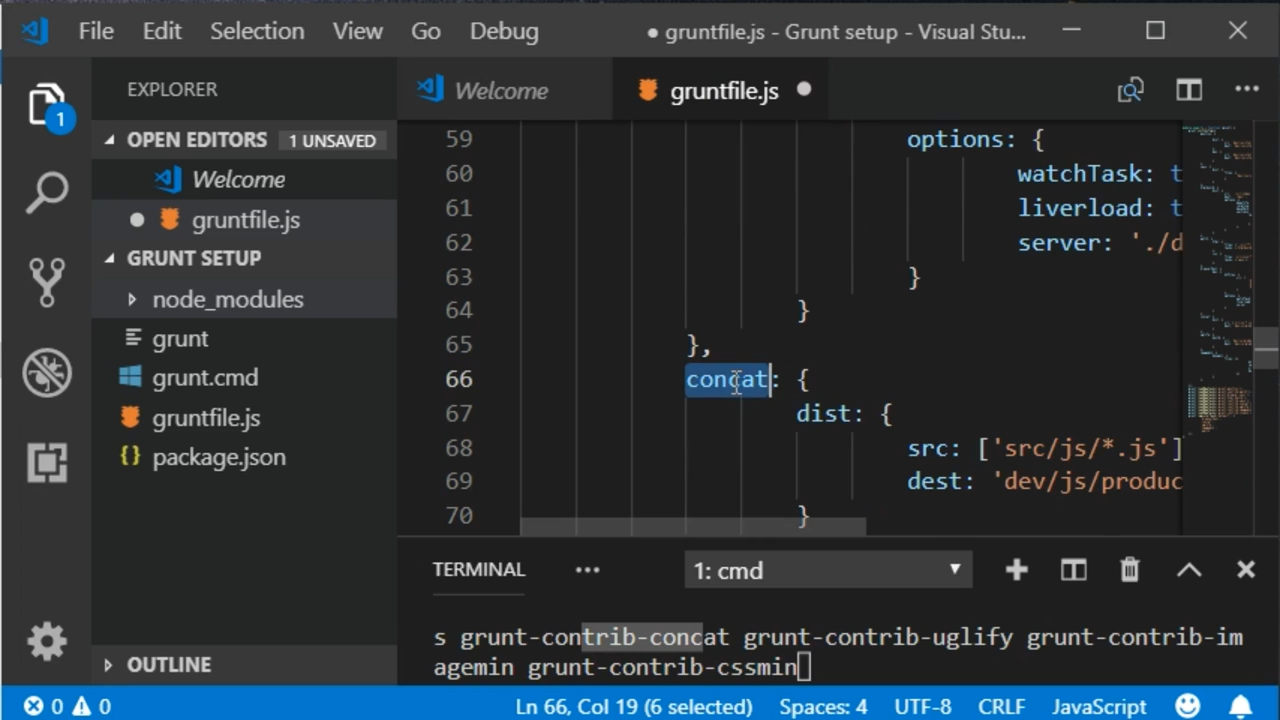 File Edit Selection View Go Debug ● gruntfile.js - Grunt setup - Visual Stu...
EXPLORER
Welcome gruntfile.js
1
OPEN EDITORS 1 UNSAVED
Welcome
gruntfile.js
GRUNT SETUP
node_modules
grunt
grunt.cmd
gruntfile.js
package.json
OUTLINE
59 options: {
60 watchTask: t
61 liverload: t
62 server: './d
63 }
64 }
65 },
66 concat: {
67 dist: {
68 src: ['src/js/*.js']
69 dest: 'dev/js/produc
70 }
TERMINAL ... 1: cmd
s grunt-contrib-concat grunt-contrib-uglify grunt-contrib-im
agemin grunt-contrib-cssmin
0 0 Ln 66, Col 19 (6 selected) Spaces: 4 UTF-8 CRLF JavaScript